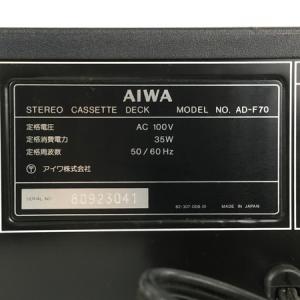 AIWA
STEREO CASSETTE DECK MODEL NO. AD-F70
定格電圧 AC 100V
定格消費電力 35W
定格周波数 50/60Hz
アイワ株式会社
SERIAL NO. 80923041
MADE IN JAPAN